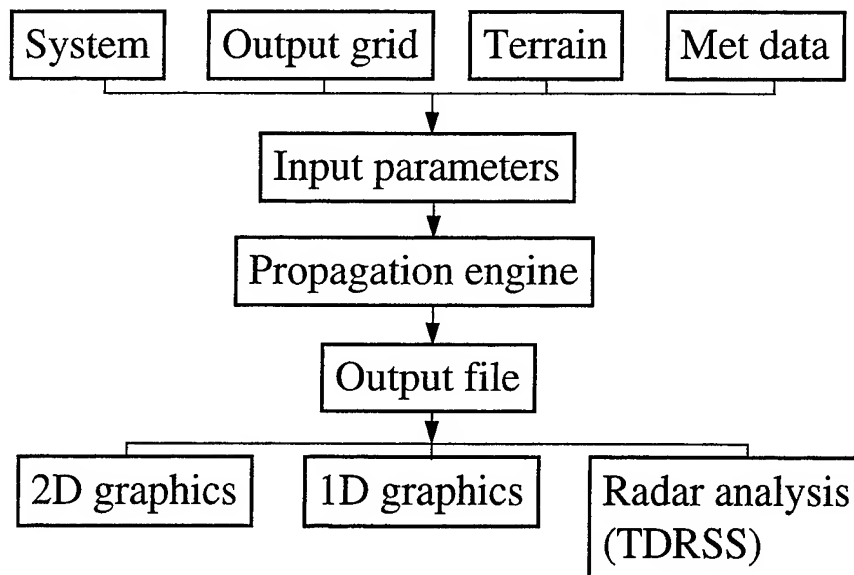 System
Output grid
Terrain
Met data
Input parameters
Propagation engine
Output file
2D graphics
1D graphics
Radar analysis
(TDRSS)